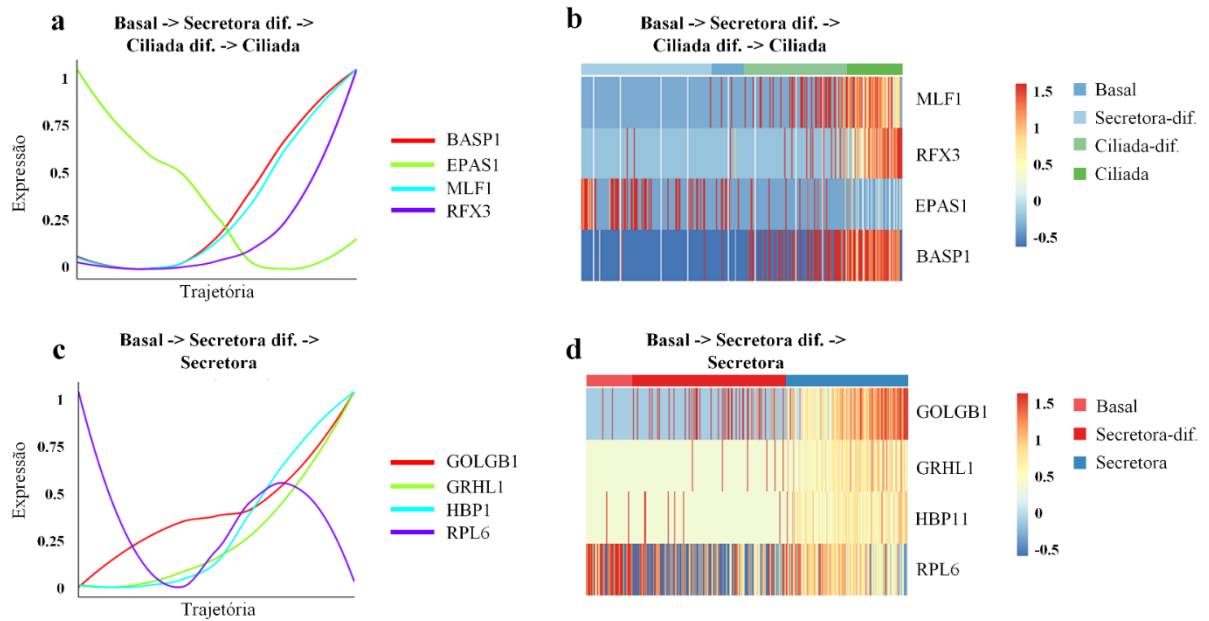 a
Basal -> Secretora dif. ->
Ciliada dif. -> Ciliada
1
0.75
0.5
0.25
0
Expressão
Trajetória
BASP1
EPAS1
MLF1
RFX3
b
Basal -> Secretora dif. ->
Ciliada dif. -> Ciliada
MLF1
RFX3
EPAS1
BASP1
1.5
1
0.5
0
-0.5
Basal
Secretora-dif.
Ciliada-dif.
Ciliada
c
Basal -> Secretora dif. ->
Secretora
1
0.75
0.5
0.25
0
Expressão
Trajetória
GOLGB1
GRHL1
HBP1
RPL6
d
Basal -> Secretora dif. ->
Secretora
GOLGB1
GRHL1
HBP11
RPL6
1.5
1
0.5
0
-0.5
Basal
Secretora-dif.
Secretora